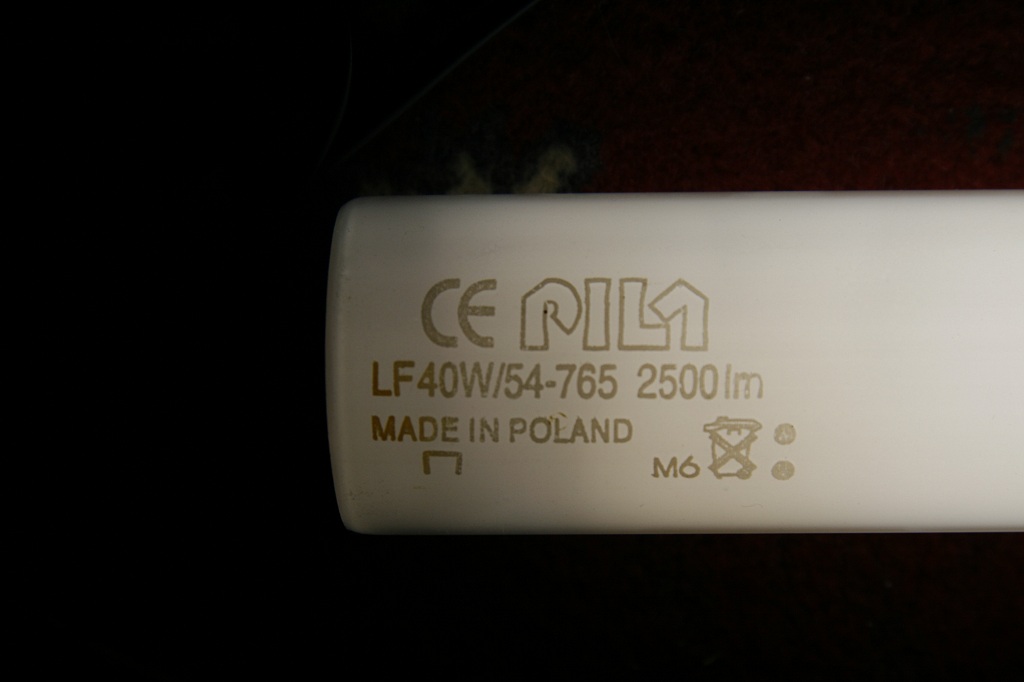 CE PILA
LF40W/54-765 2500lm
MADE IN POLAND
M6